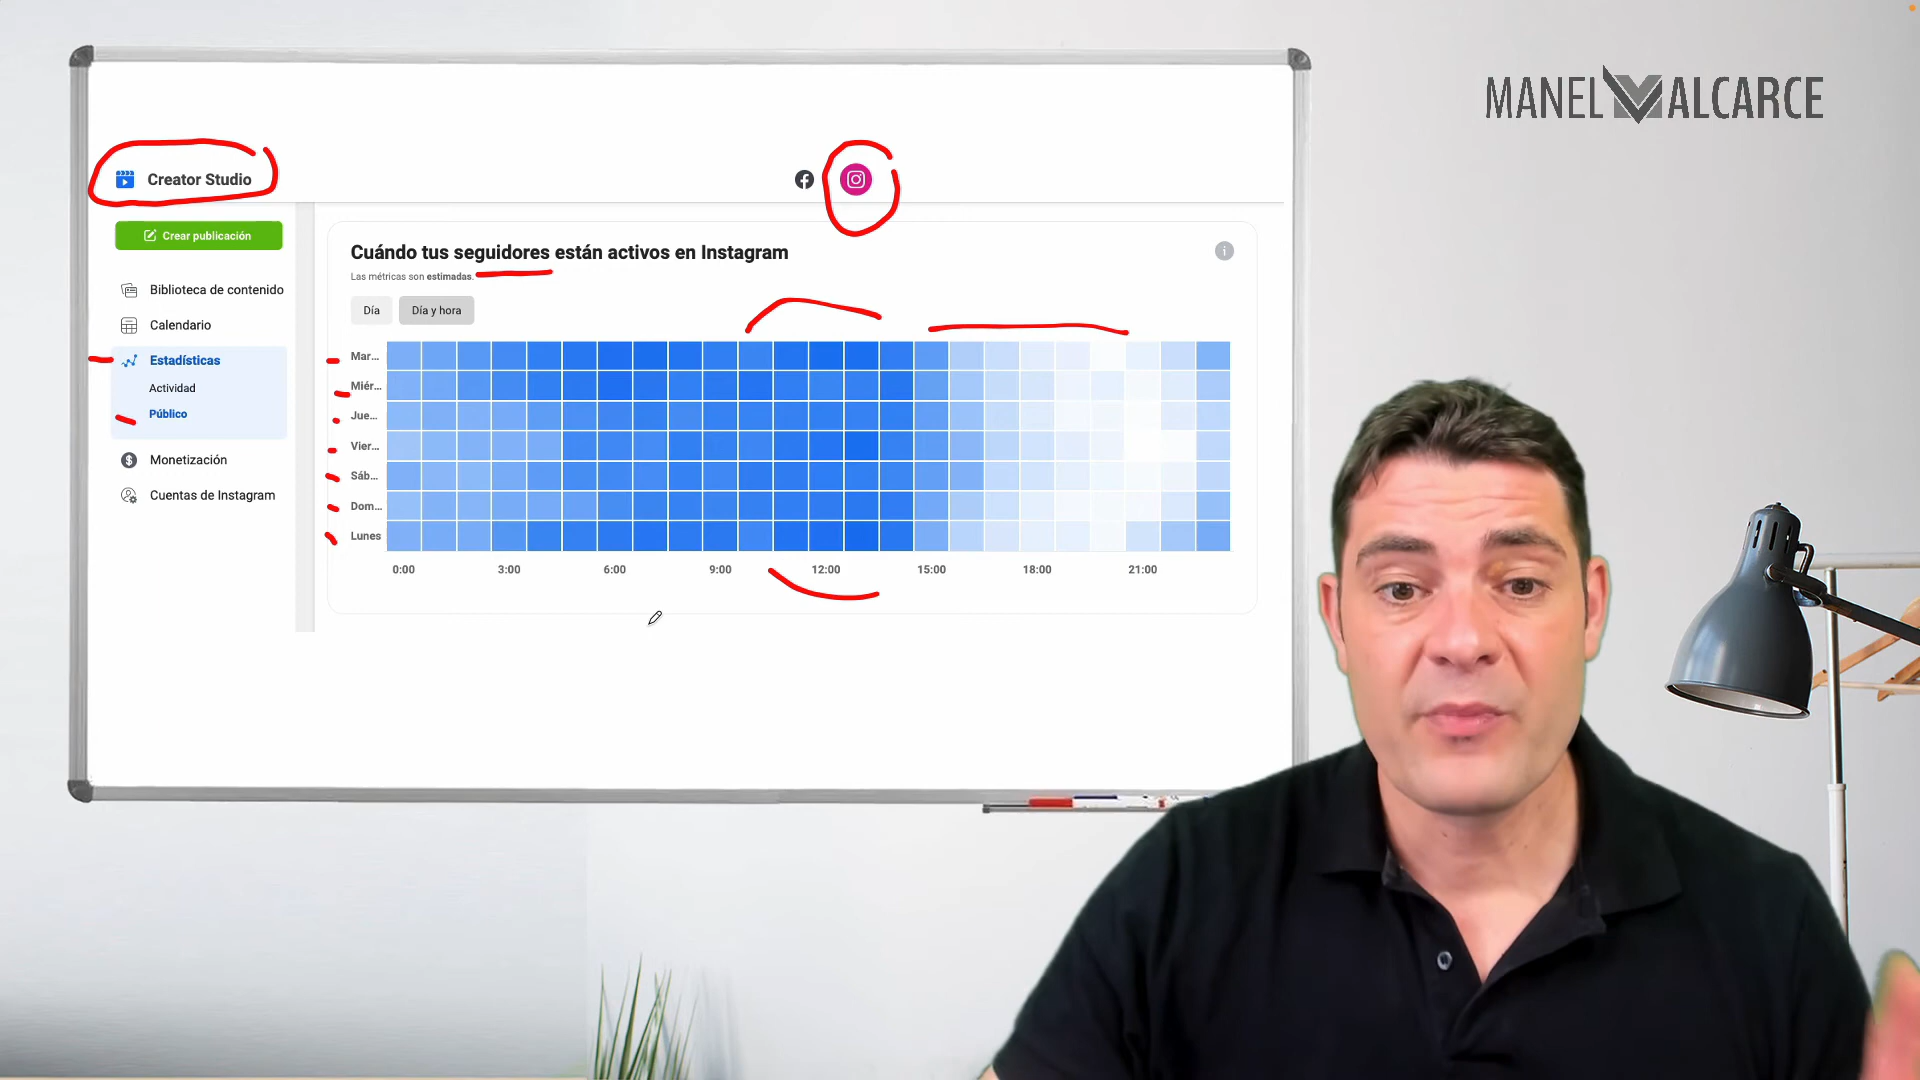 MANEL VALCARCE
Creator Studio
Crear publicación
Biblioteca de contenido
Calendario
Estadísticas
Actividad
Público
Monetización
Cuentas de Instagram
Cuándo tus seguidores están activos en Instagram
Las métricas son estimadas.
Día
Día y hora
Mar...
Miér...
Jue...
Vier...
Sáb...
Dom...
Lunes
0:00 3:00 6:00 9:00 12:00 15:00 18:00 21:00